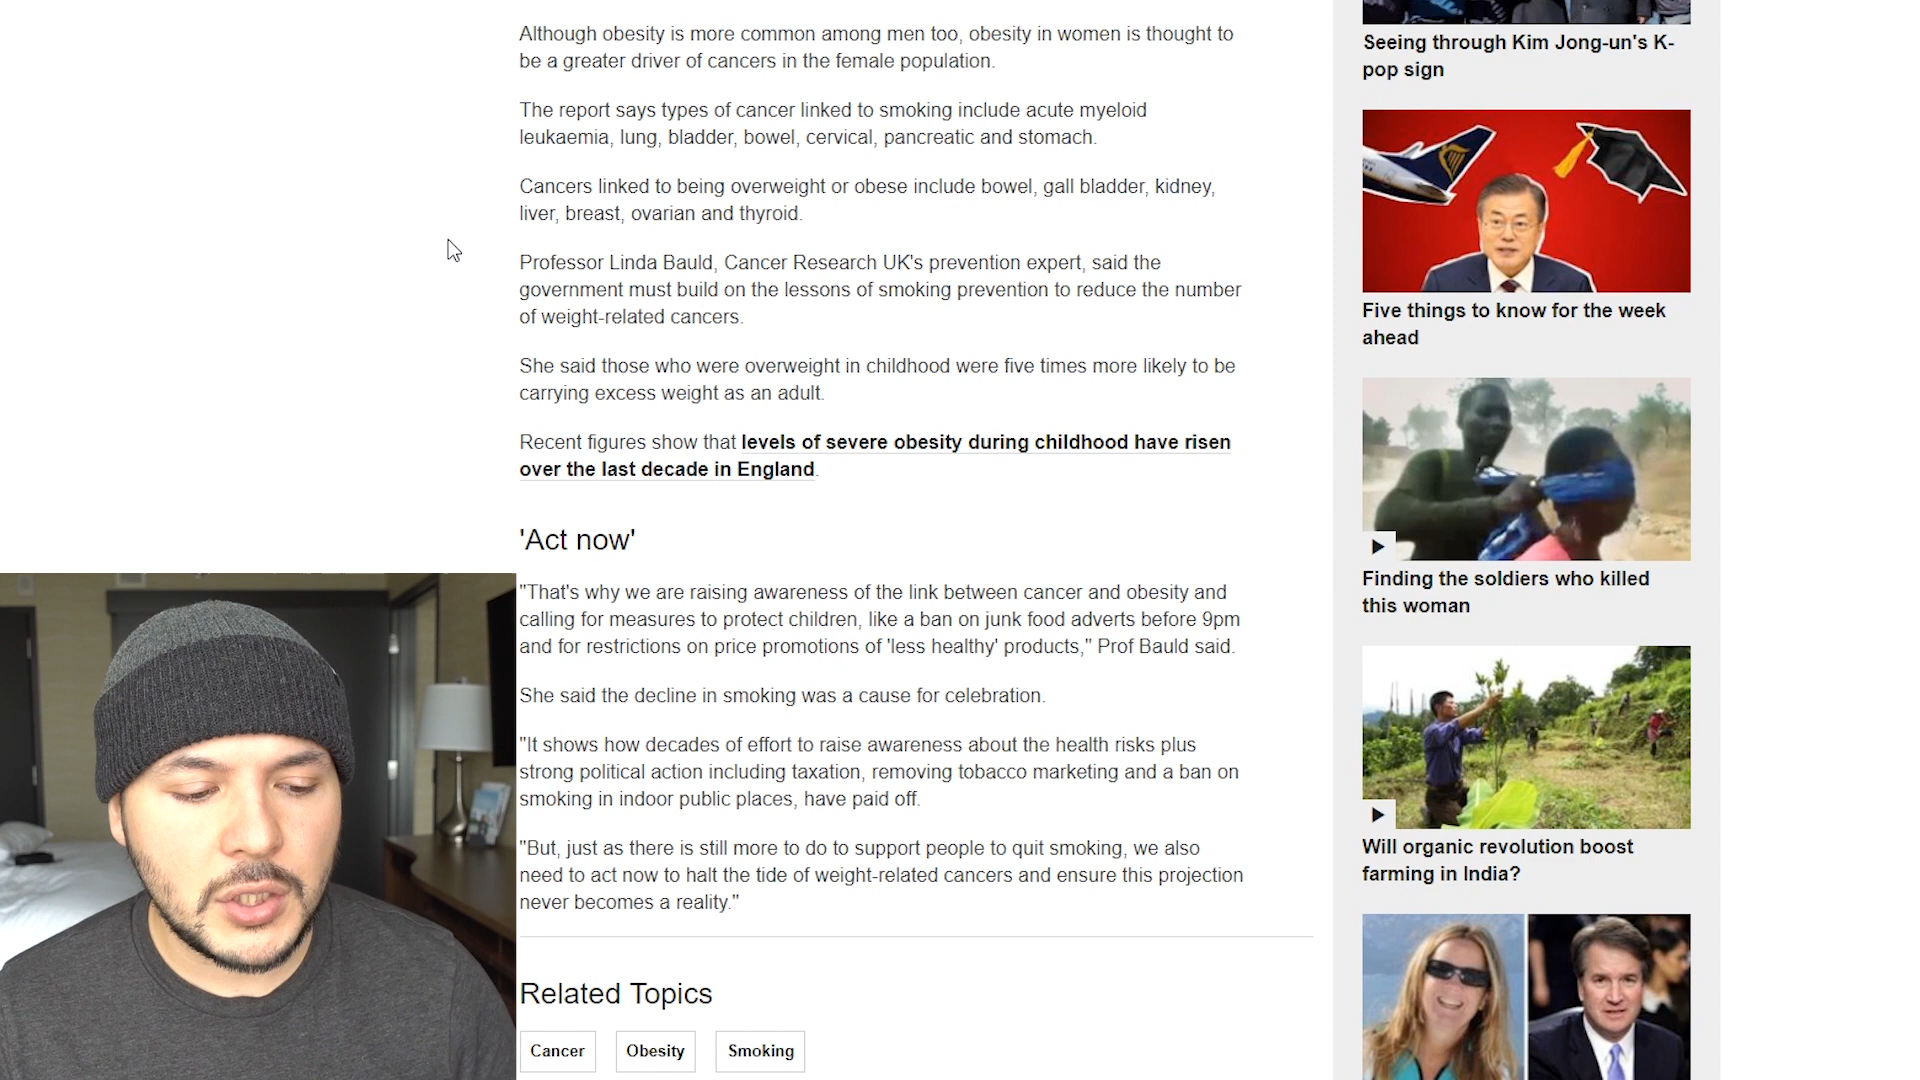 Although obesity is more common among men too, obesity in women is thought to
be a greater driver of cancers in the female population.
The report says types of cancer linked to smoking include acute myeloid
leukaemia, lung, bladder, bowel, cervical, pancreatic and stomach.
Cancers linked to being overweight or obese include bowel, gall bladder, kidney,
liver, breast, ovarian and thyroid.
Professor Linda Bauld, Cancer Research UK's prevention expert, said the
government must build on the lessons of smoking prevention to reduce the number
of weight-related cancers.
She said those who were overweight in childhood were five times more likely to be
carrying excess weight as an adult.
Recent figures show that levels of severe obesity during childhood have risen
over the last decade in England.
'Act now'
"That's why we are raising awareness of the link between cancer and obesity and
calling for measures to protect children, like a ban on junk food adverts before 9pm
and for restrictions on price promotions of 'less healthy' products," Prof Bauld said.
She said the decline in smoking was a cause for celebration.
"It shows how decades of effort to raise awareness about the health risks plus
strong political action including taxation, removing tobacco marketing and a ban on
smoking in indoor public places, have paid off.
"But, just as there is still more to do to support people to quit smoking, we also
need to act now to halt the tide of weight-related cancers and ensure this projection
never becomes a reality."
Related Topics
Cancer
Obesity
Smoking
Seeing through Kim Jong-un's K-
pop sign
Five things to know for the week
ahead
Finding the soldiers who killed
this woman
Will organic revolution boost
farming in India?